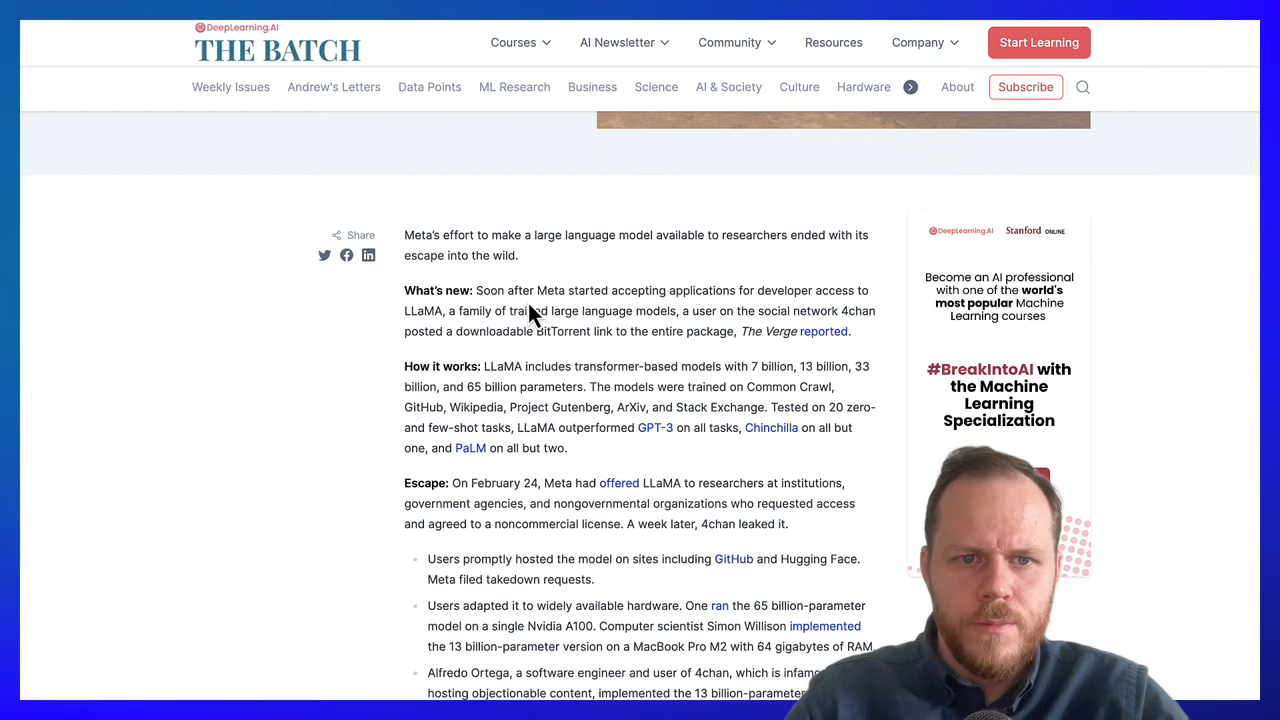 DeepLearning.AI
THE BATCH
Courses
AI Newsletter
Community
Resources
Company
Start Learning
Weekly Issues
Andrew's Letters
Data Points
ML Research
Business
Science
AI & Society
Culture
Hardware
About
Subscribe
Share
Meta's effort to make a large language model available to researchers ended with its
escape into the wild.
What's new: Soon after Meta started accepting applications for developer access to
LLaMA, a family of trained large language models, a user on the social network 4chan
posted a downloadable BitTorrent link to the entire package, The Verge reported.
How it works: LLaMA includes transformer-based models with 7 billion, 13 billion, 33
billion, and 65 billion parameters. The models were trained on Common Crawl,
GitHub, Wikipedia, Project Gutenberg, ArXiv, and Stack Exchange. Tested on 20 zero-
and few-shot tasks, LLaMA outperformed GPT-3 on all tasks, Chinchilla on all but
one, and PaLM on all but two.
Escape: On February 24, Meta had offered LLaMA to researchers at institutions,
government agencies, and nongovernmental organizations who requested access
and agreed to a noncommercial license. A week later, 4chan leaked it.
Users promptly hosted the model on sites including GitHub and Hugging Face.
Meta filed takedown requests.
Users adapted it to widely available hardware. One ran the 65 billion-parameter
model on a single Nvidia A100. Computer scientist Simon Willison implemented
the 13 billion-parameter version on a MacBook Pro M2 with 64 gigabytes of RAM.
Alfredo Ortega, a software engineer and user of 4chan, which is
hosting objectionable content, implemented the 13 billion-parameter
DeepLearning.AI Stanford ONLINE
Become an AI professional
with one of the world's
most popular Machine
Learning courses
#BreakIntoAI with
the Machine
Learning
Specialization